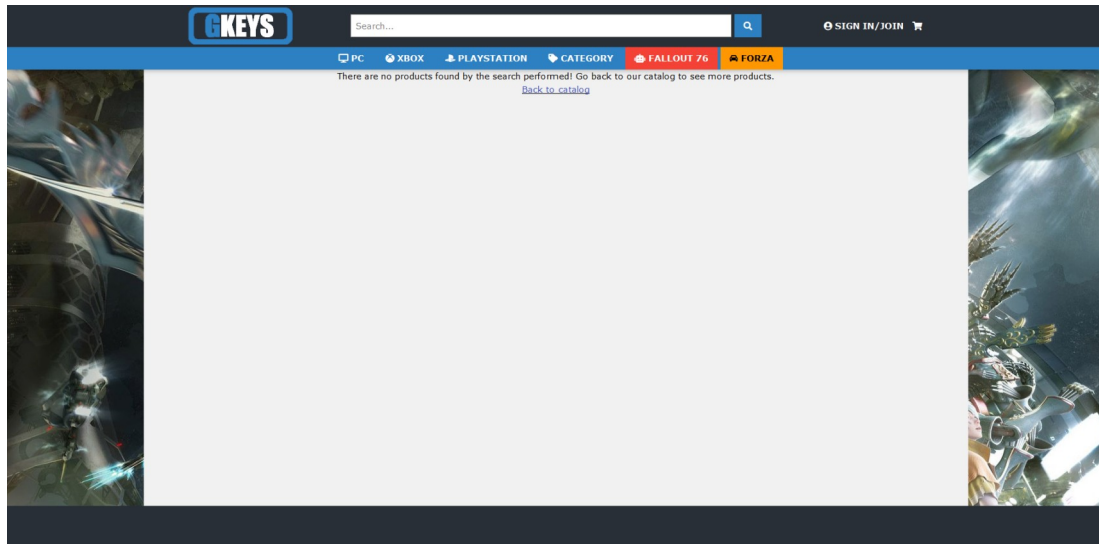 GKEYS
Search...
SIGN IN/JOIN
PC XBOX PLAYSTATION CATEGORY FALLOUT 76 FORZA
There are no products found by the search performed! Go back to our catalog to see more products.
Back to catalog